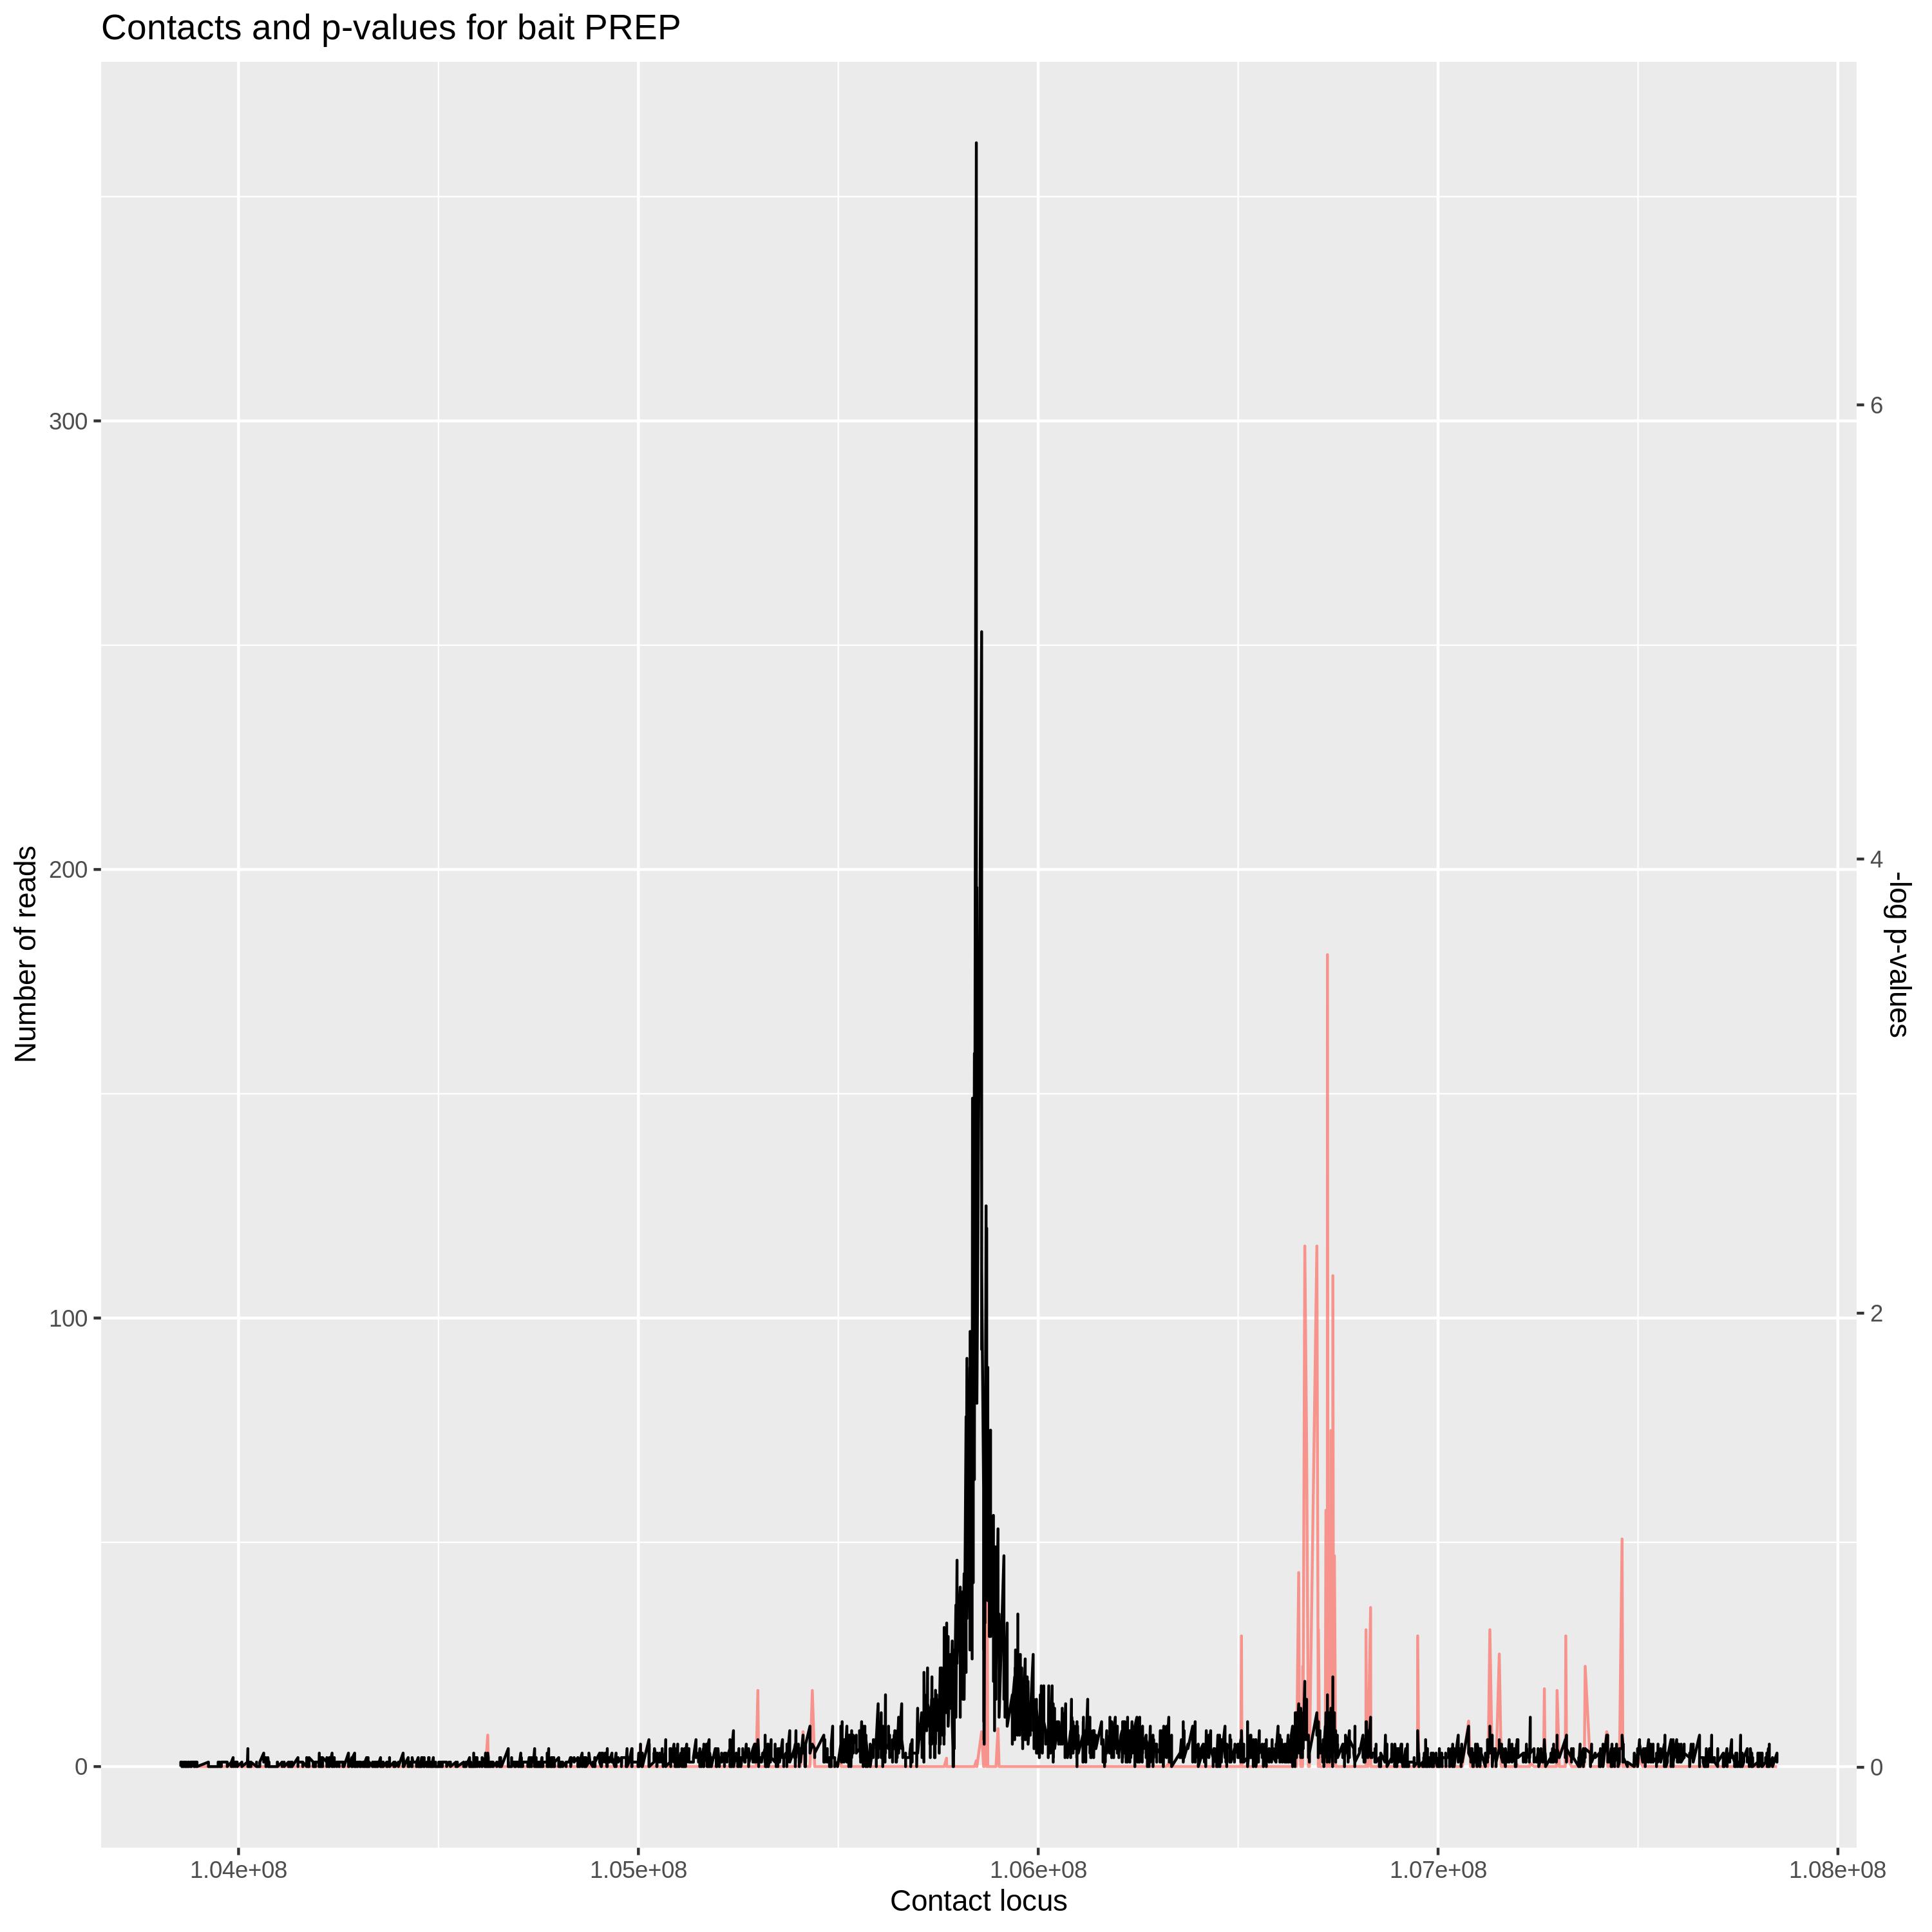 Contacts and p-values for bait PREP
300
200
100
0
Number of reads
6
4
2
0
-log p-values
1.04e+08
1.05e+08
1.06e+08
1.07e+08
1.08e+08
Contact locus